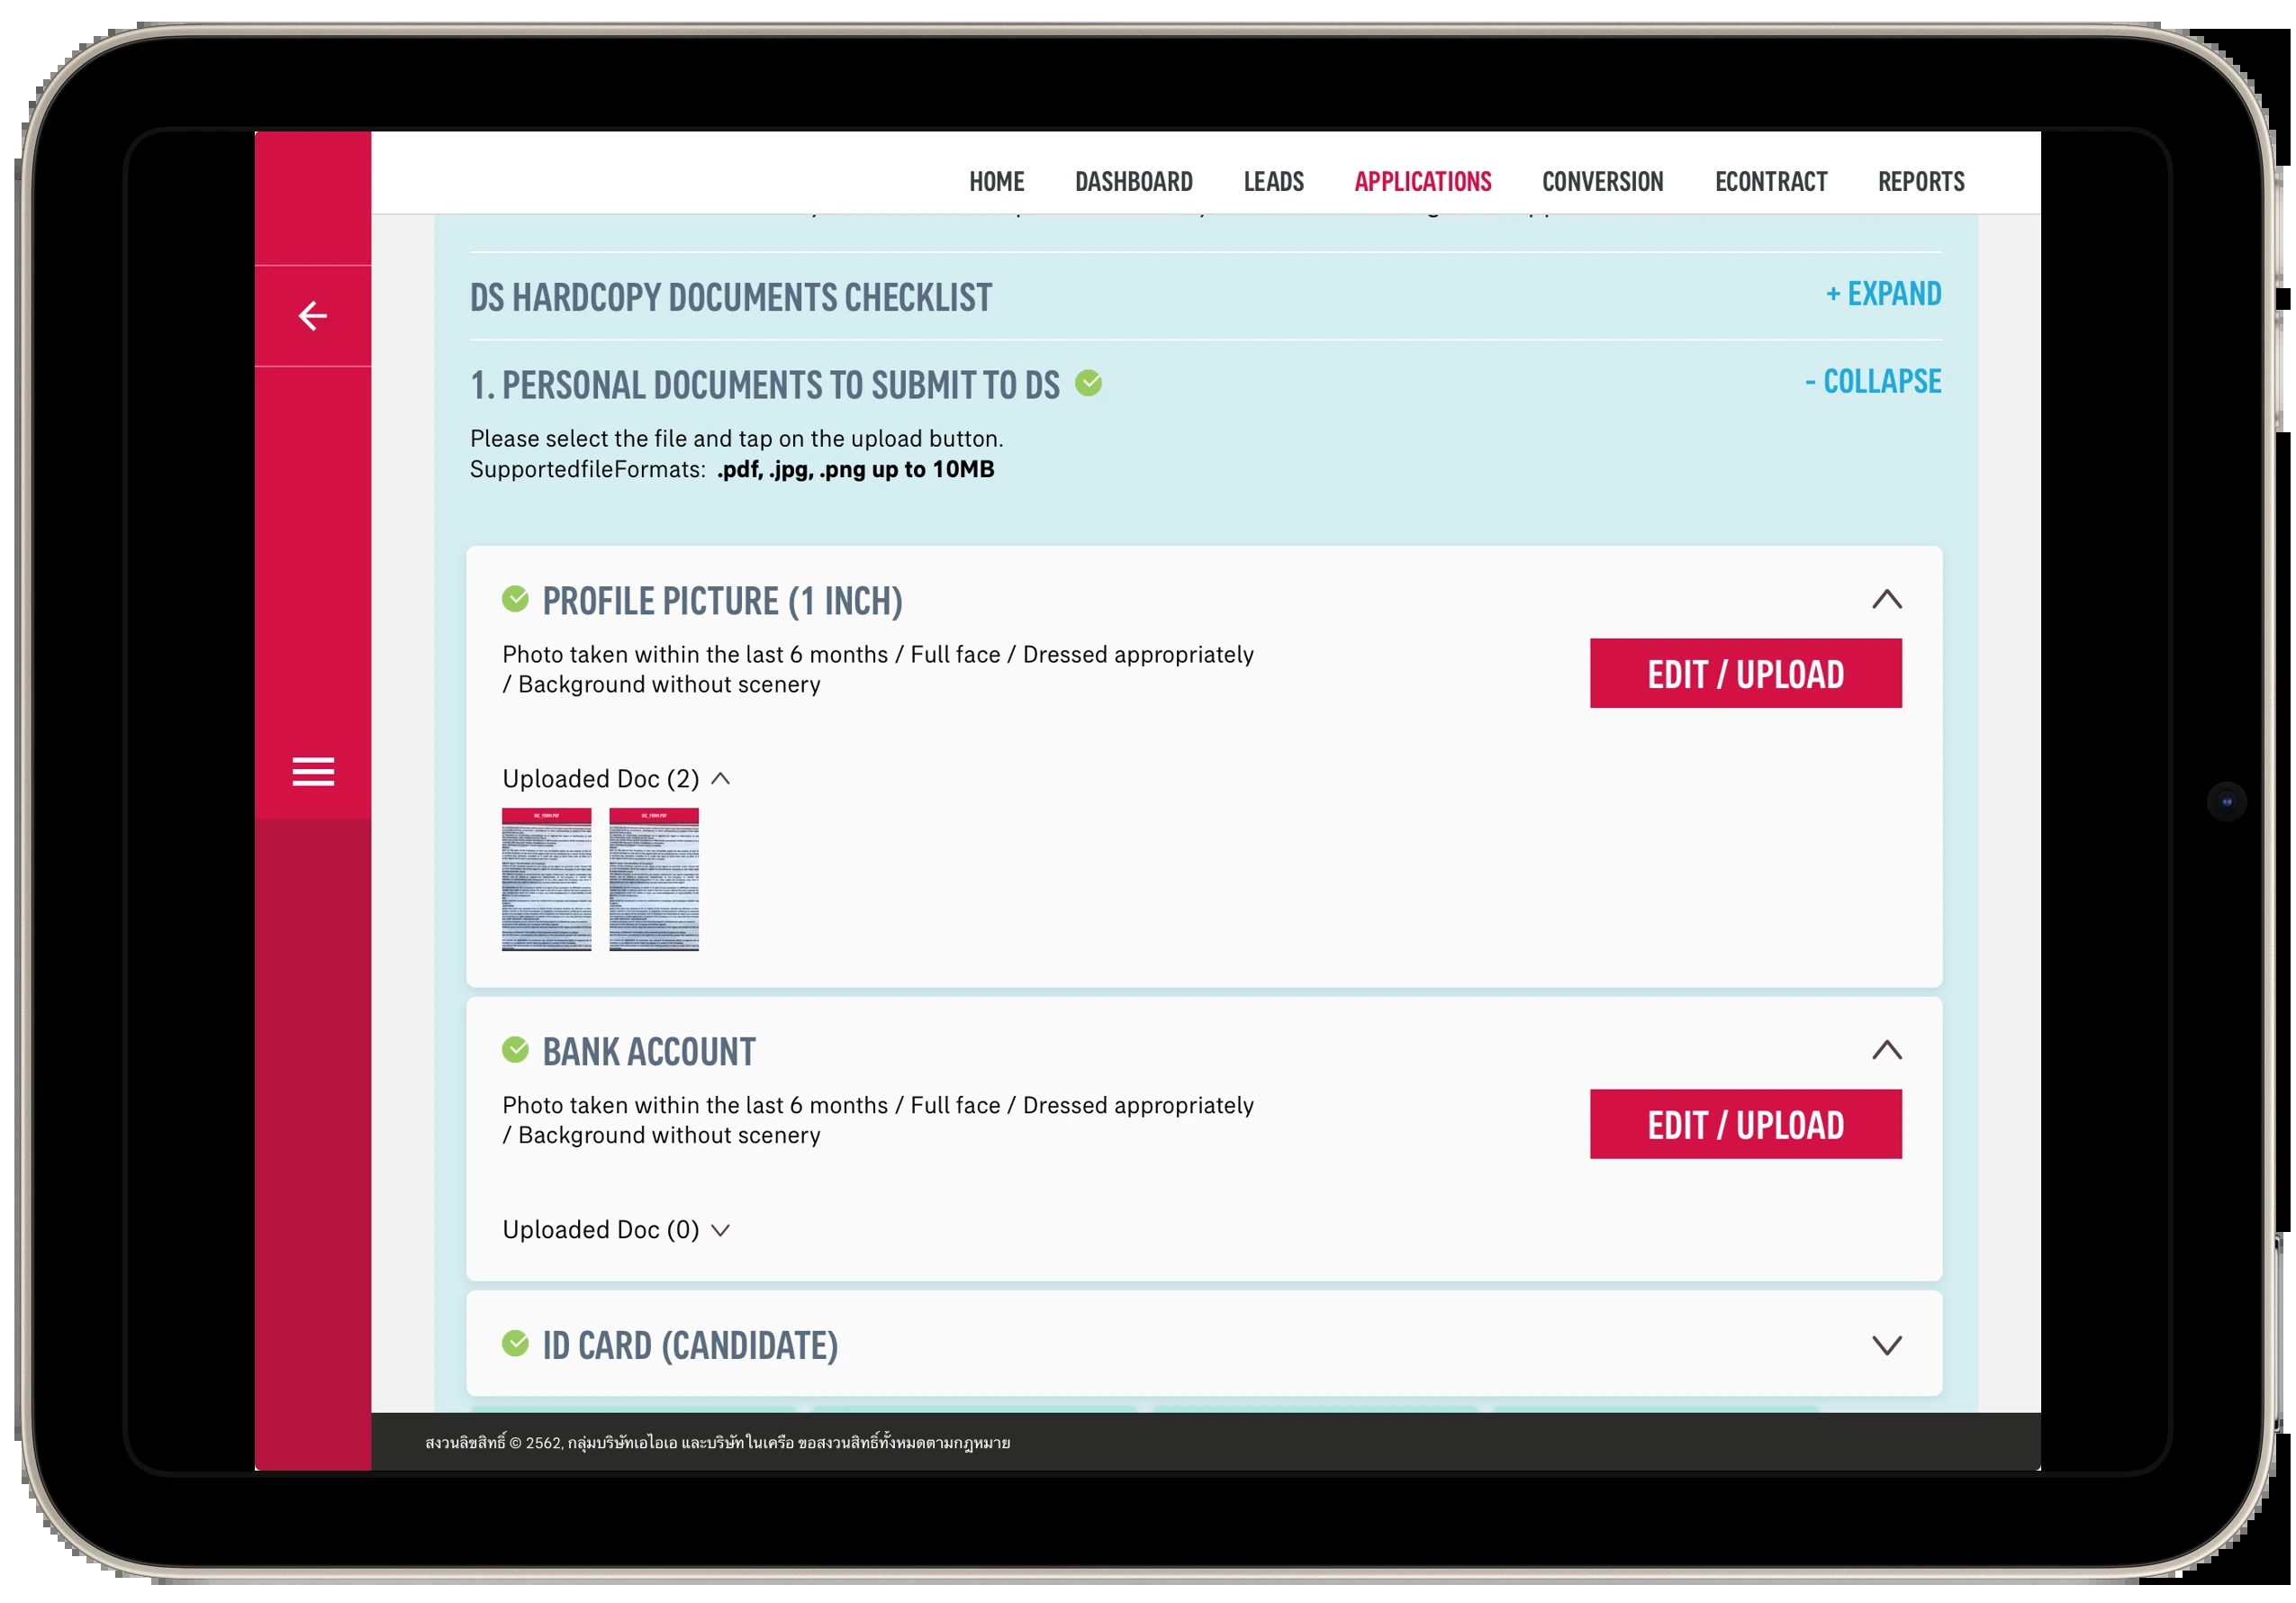 HOME DASHBOARD LEADS APPLICATIONS CONVERSION ECONTRACT REPORTS
DS HARDCOPY DOCUMENTS CHECKLIST + EXPAND
1. PERSONAL DOCUMENTS TO SUBMIT TO DS - COLLAPSE
Please select the file and tap on the upload button.
SupportedfileFormats: .pdf, .jpg, .png up to 10MB
PROFILE PICTURE (1 INCH)
Photo taken within the last 6 months / Full face / Dressed appropriately
/ Background without scenery
EDIT / UPLOAD
Uploaded Doc (2)
BANK ACCOUNT
Photo taken within the last 6 months / Full face / Dressed appropriately
/ Background without scenery
EDIT / UPLOAD
Uploaded Doc (0)
ID CARD (CANDIDATE)
สงวนลิขสิทธิ์ © 2562, กลุ่มบริษัทเอไอเอ และบริษัทในเครือ ขอสงวนสิทธิ์ทั้งหมดตามกฎหมาย